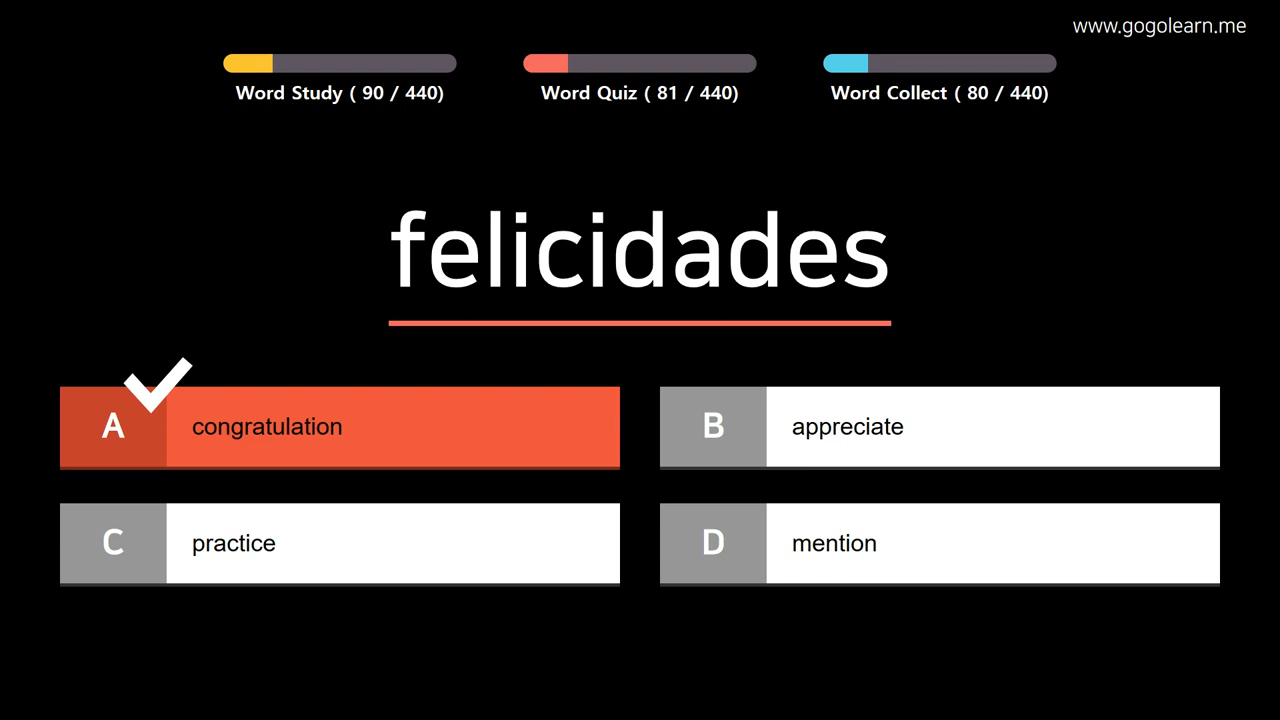 www.gogolearn.me
Word Study ( 90 / 440)
Word Quiz ( 81 / 440)
Word Collect ( 80 / 440)
felicidades
A congratulation
B appreciate
C practice
D mention